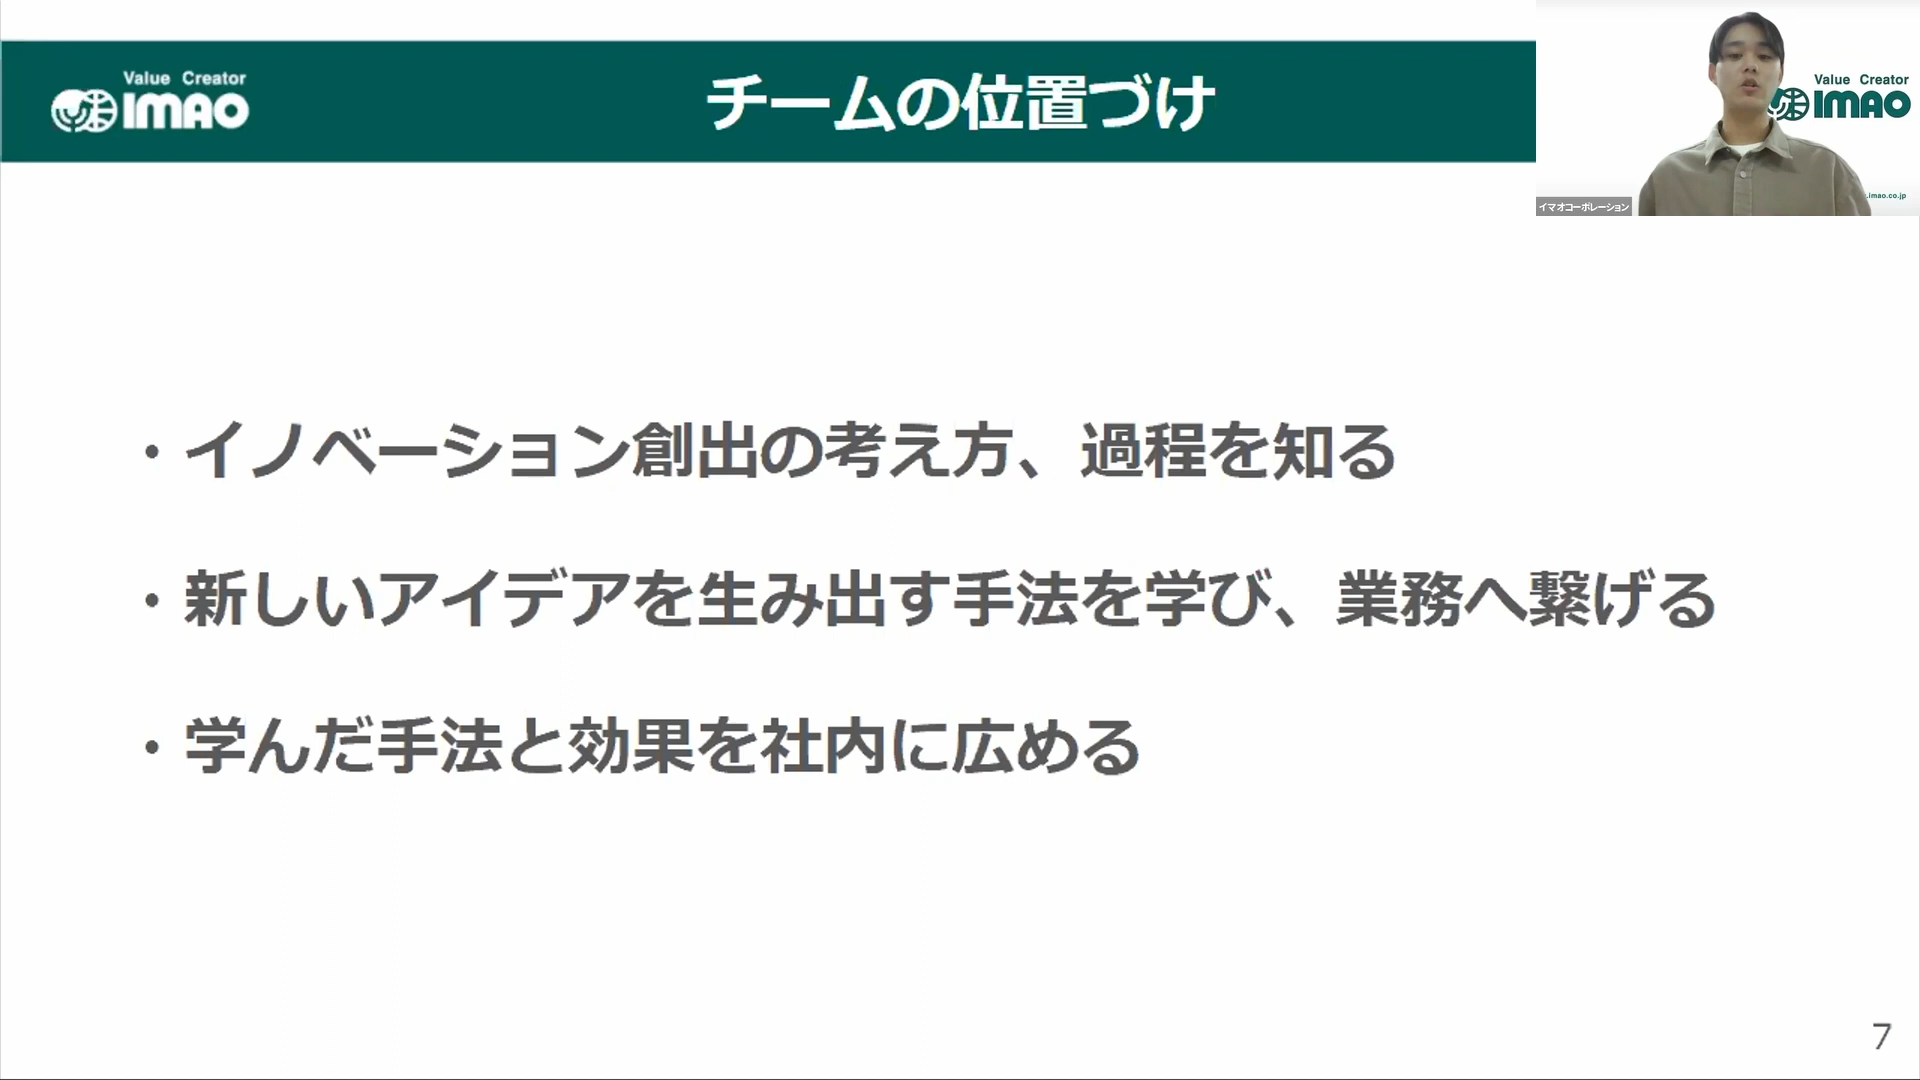 Value Creator
IMAO
チームの位置づけ
Value Creator
IMAO
.imao.co.jp
イマオコーポレーション
・イノベーション創出の考え方、過程を知る
・新しいアイデアを生み出す手法を学び、業務へ繋げる
・学んだ手法と効果を社内に広める
7